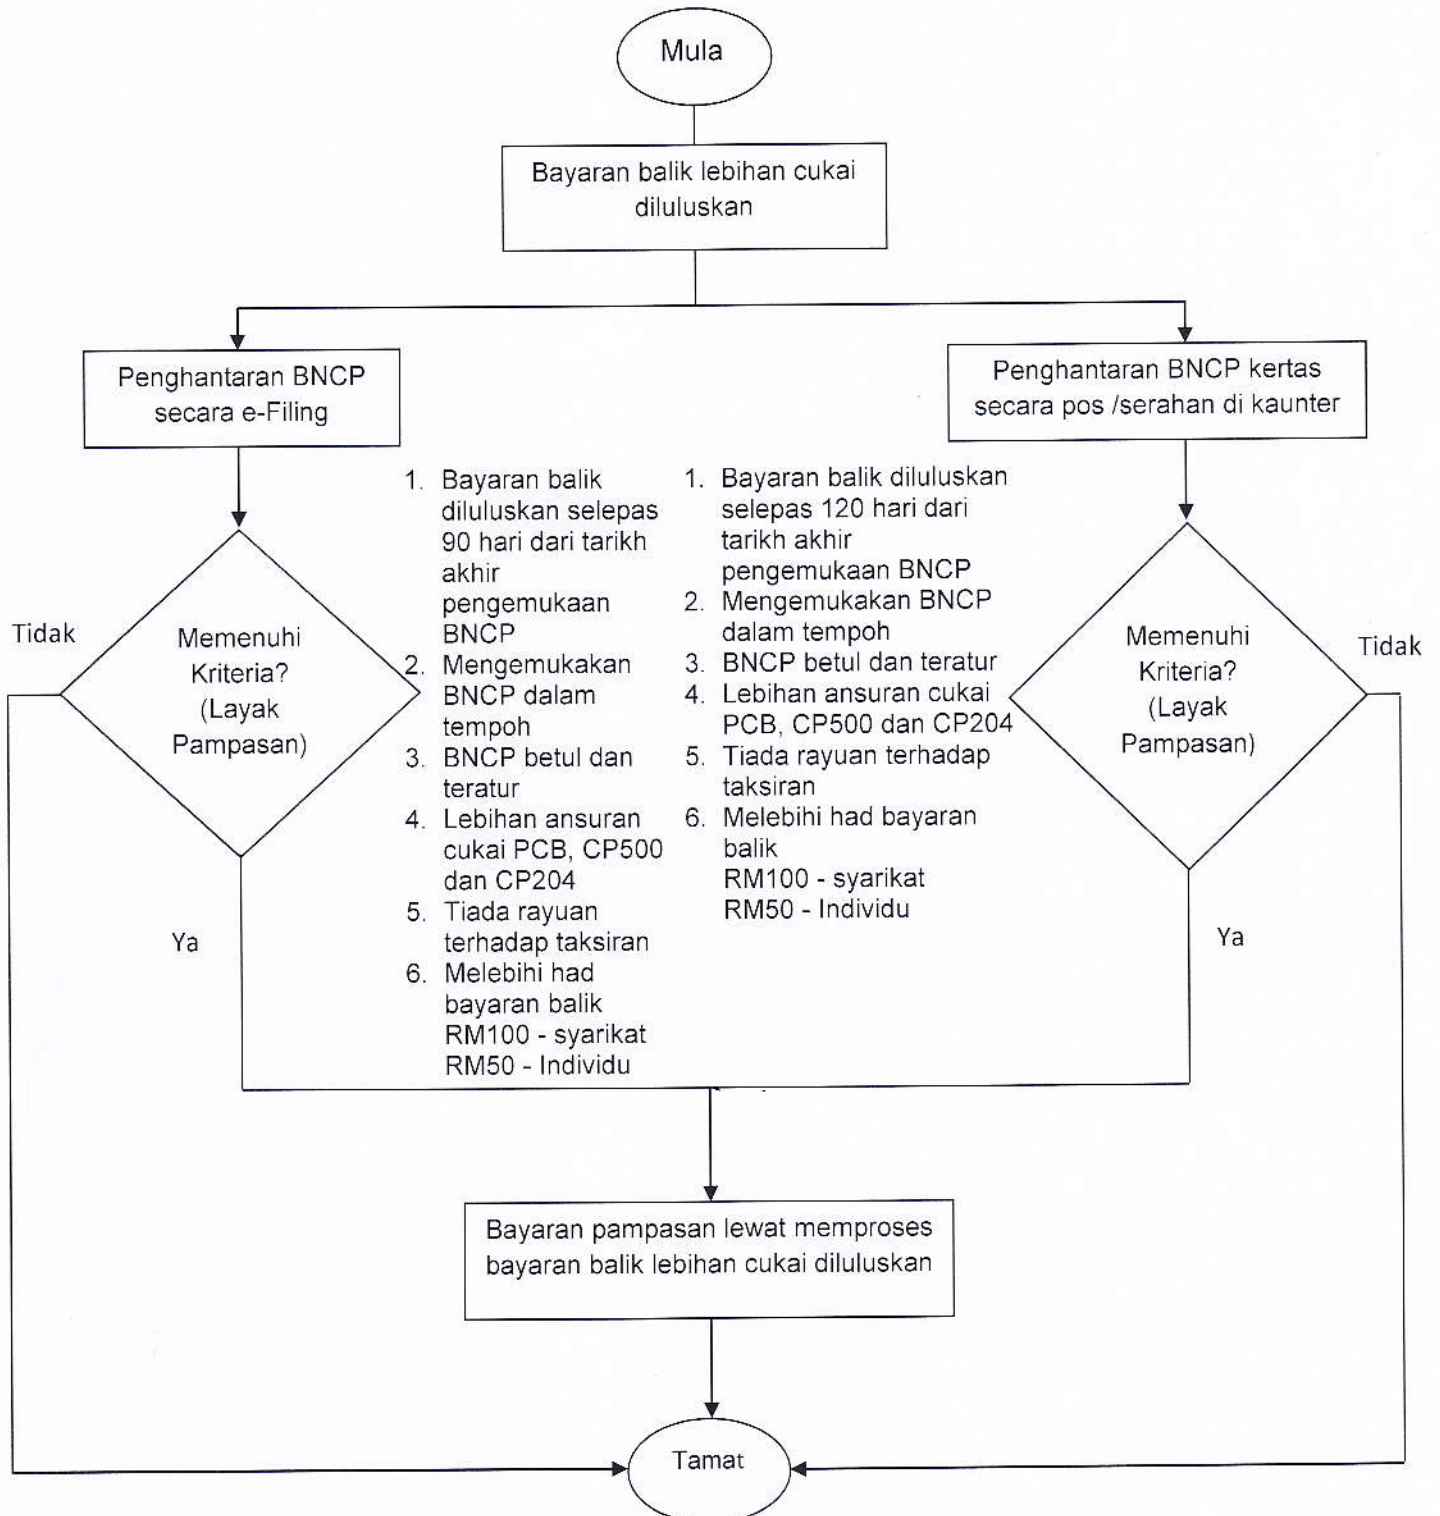 Mula
Bayaran balik lebihan cukai
diluluskan
Penghantaran BNCP
secara e-Filing
Penghantaran BNCP kertas
secara pos /serahan di kaunter
Tidak
Memenuhi
Kriteria?
(Layak
Pampasan)
Ya
1. Bayaran balik
diluluskan selepas
90 hari dari tarikh
akhir
pengemukaan
BNCP
2. Mengemukakan
BNCP dalam
tempoh
3. BNCP betul dan
teratur
4. Lebihan ansuran
cukai PCB, CP500
dan CP204
5. Tiada rayuan
terhadap taksiran
6. Melebihi had
bayaran balik
RM100 - syarikat
RM50 - Individu
1. Bayaran balik diluluskan
selepas 120 hari dari
tarikh akhir
pengemukaan BNCP
2. Mengemukakan BNCP
dalam tempoh
3. BNCP betul dan teratur
4. Lebihan ansuran cukai
PCB, CP500 dan CP204
5. Tiada rayuan terhadap
taksiran
6. Melebihi had bayaran
balik
RM100 - syarikat
RM50 - Individu
Memenuhi
Kriteria?
(Layak
Pampasan)
Tidak
Ya
Bayaran pampasan lewat memproses
bayaran balik lebihan cukai diluluskan
Tamat